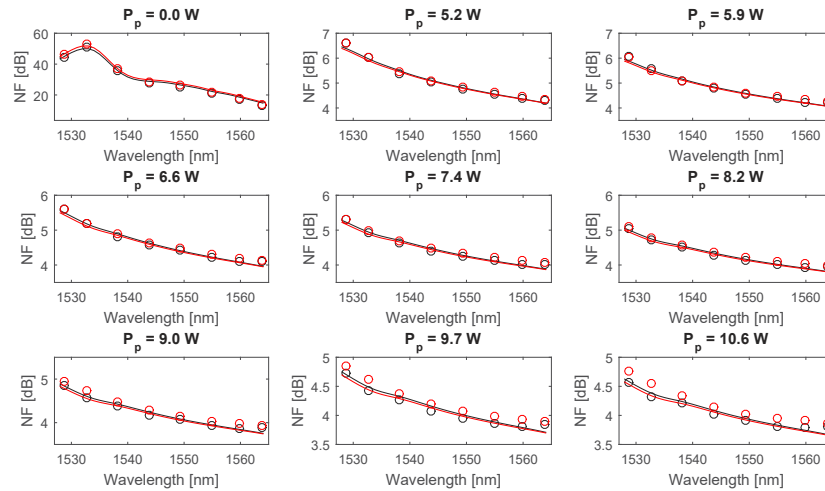 P_p = 0.0 W
P_p = 5.2 W
P_p = 5.9 W
NF [dB]
60
40
20
1530
1540
1550
1560
Wavelength [nm]
NF [dB]
7
6
5
4
1530
1540
1550
1560
Wavelength [nm]
NF [dB]
7
6
5
4
1530
1540
1550
1560
Wavelength [nm]
P_p = 6.6 W
P_p = 7.4 W
P_p = 8.2 W
NF [dB]
6
5
4
1530
1540
1550
1560
Wavelength [nm]
NF [dB]
6
5
4
1530
1540
1550
1560
Wavelength [nm]
NF [dB]
6
5
4
1530
1540
1550
1560
Wavelength [nm]
P_p = 9.0 W
P_p = 9.7 W
P_p = 10.6 W
NF [dB]
5
4
1530
1540
1550
1560
Wavelength [nm]
NF [dB]
5
4.5
4
3.5
1530
1540
1550
1560
Wavelength [nm]
NF [dB]
5
4.5
4
3.5
1530
1540
1550
1560
Wavelength [nm]